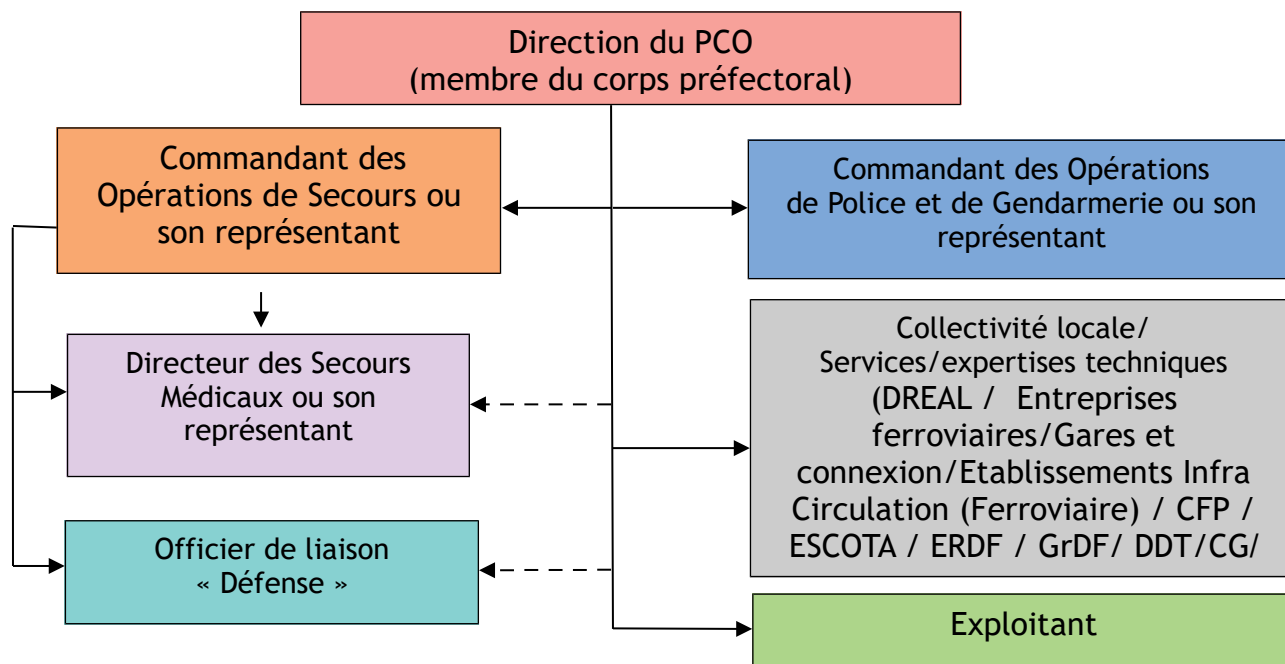 Direction du PCO
(membre du corps préfectoral)
Commandant des
Opérations de Secours ou
son représentant
Commandant des Opérations
de Police et de Gendarmerie ou son
représentant
Directeur des Secours
Médicaux ou son
représentant
Collectivité locale/
Services/expertises techniques
(DREAL / Entreprises
ferroviaires/Gares et
connexion/Etablissements Infra
Circulation (Ferroviaire) / CFP /
ESCOTA / ERDF / GrDF/ DDT/CG/
Officier de liaison
« Défense »
Exploitant